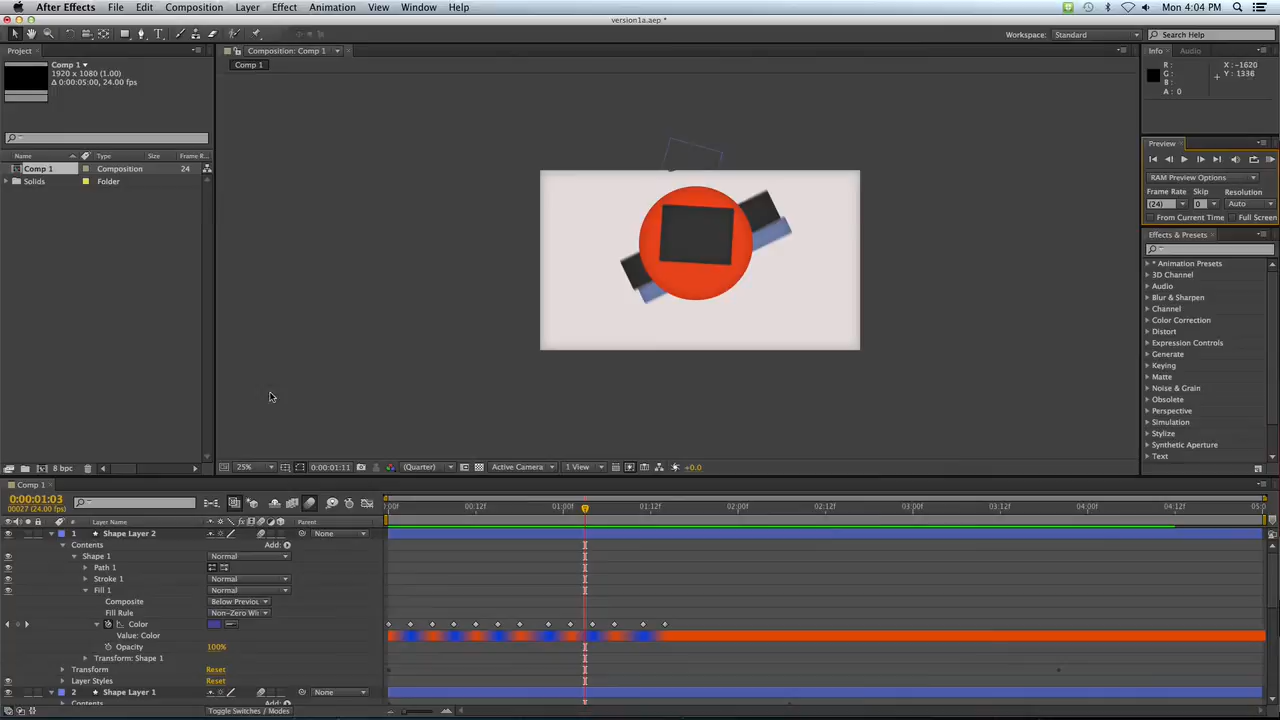 After Effects File Edit Composition Layer Effect Animation View Window Help Mon 4:04 PM
version1a.aep *
Workspace: Standard Search Help
Project Composition: Comp 1 Info Audio
Comp 1
1920 x 1080 (1.00)
Δ 0:00:05:00, 24.00 fps
Comp 1
R:
G:
B:
A: 0
X: -1620
Y: 1336
Preview
Name Type Size Frame R...
Comp 1 Composition 24
Solids Folder
RAM Preview Options
Frame Rate Skip Resolution
(24) 0 Auto
From Current Time Full Screen
Effects & Presets
* Animation Presets
3D Channel
Audio
Blur & Sharpen
Channel
Color Correction
Distort
Expression Controls
Generate
Keying
Matte
Noise & Grain
Obsolete
Perspective
Simulation
Stylize
Synthetic Aperture
Text
8 bpc 25% 0:00:01:11 (Quarter) Active Camera 1 View +0.0
Comp 1
0:00:01:03
00027 (24.00 fps)
:00f 00:12f 01:00f 01:12f 02:00f 02:12f 03:00f 03:12f 04:00f 04:12f 05:0
# Layer Name Parent
1 Shape Layer 2 None
Contents Add:
Shape 1 Normal
Path 1
Stroke 1 Normal
Fill 1 Normal
Composite Below Previou
Fill Rule Non-Zero Wi
Color
Value: Color
Opacity 100%
Transform: Shape 1
Transform Reset
Layer Styles Reset
2 Shape Layer 1 None
Contents Add:
Toggle Switches / Modes